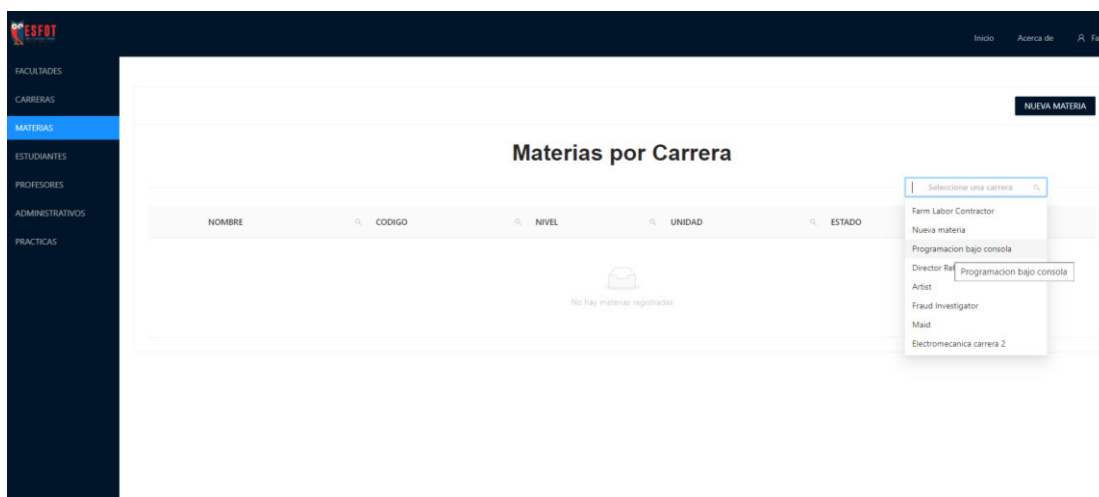 ESFOT
Inicio Acerca de Fa
FACULTADES
CARRERAS
MATERIAS
ESTUDIANTES
PROFESORES
ADMINISTRATIVOS
PRACTICAS
NUEVA MATERIA
Materias por Carrera
Seleccione una carrera
NOMBRE CODIGO NIVEL UNIDAD ESTADO
Farm Labor Contractor
Nueva materia
Programacion bajo consola
Director Rel
Programacion bajo consola
Artist
Fraud Investigator
Maid
Electromecanica carrera 2
No hay materias registradas